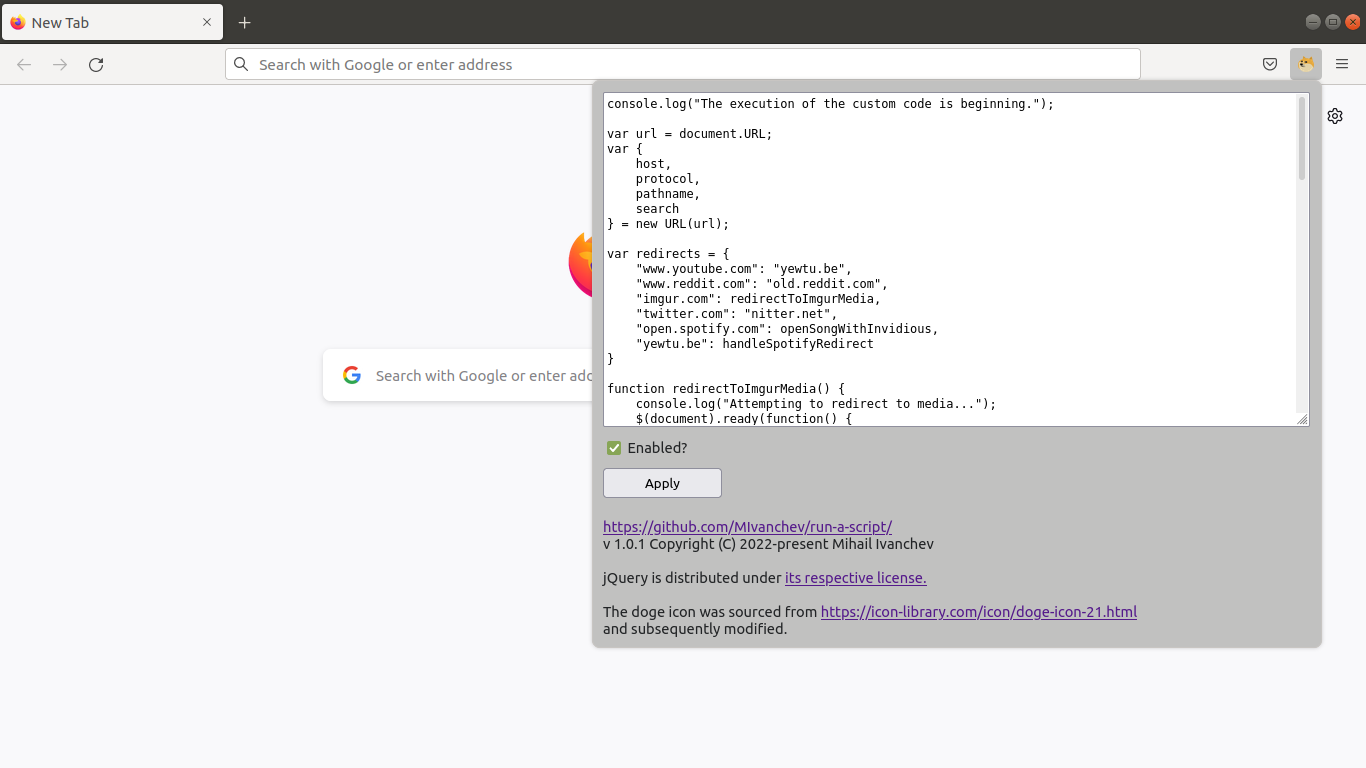 New Tab
Search with Google or enter address
console.log("The execution of the custom code is beginning.");
var url = document.URL;
var {
    host,
    protocol,
    pathname,
    search
} = new URL(url);
var redirects = {
    "www.youtube.com": "yewtu.be",
    "www.reddit.com": "old.reddit.com",
    "imgur.com": redirectToImgurMedia,
    "twitter.com": "nitter.net",
    "open.spotify.com": openSongWithInvidious,
    "yewtu.be": handleSpotifyRedirect
}
function redirectToImgurMedia() {
    console.log("Attempting to redirect to media...");
    $(document).ready(function() {
Search with Google or enter add
Enabled?
Apply
https://github.com/MIvanchev/run-a-script/
v 1.0.1 Copyright (C) 2022-present Mihail Ivanchev
jQuery is distributed under its respective license.
The doge icon was sourced from https://icon-library.com/icon/doge-icon-21.html
and subsequently modified.